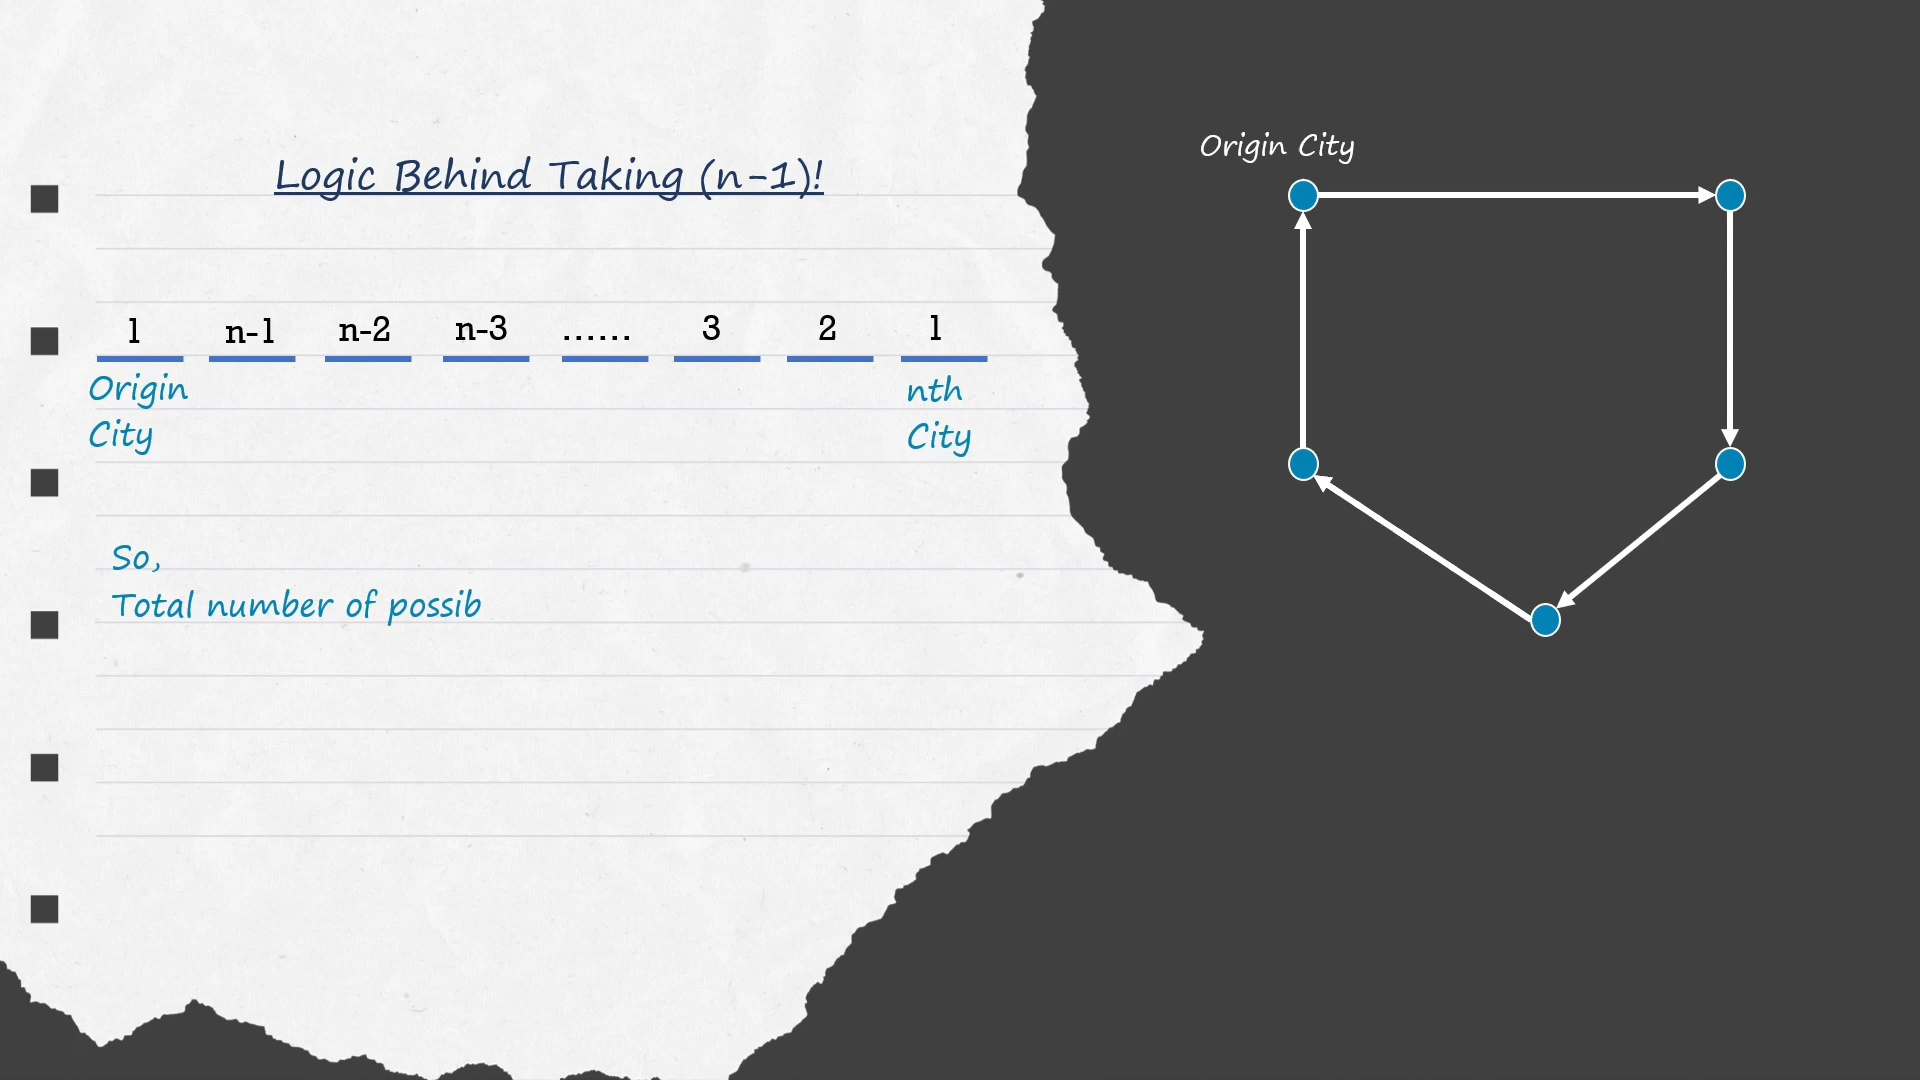 Logic Behind Taking (n-1)!
Origin City
1 n-1 n-2 n-3 ...... 3 2 1
Origin
City
nth
City
So,
Total number of possib